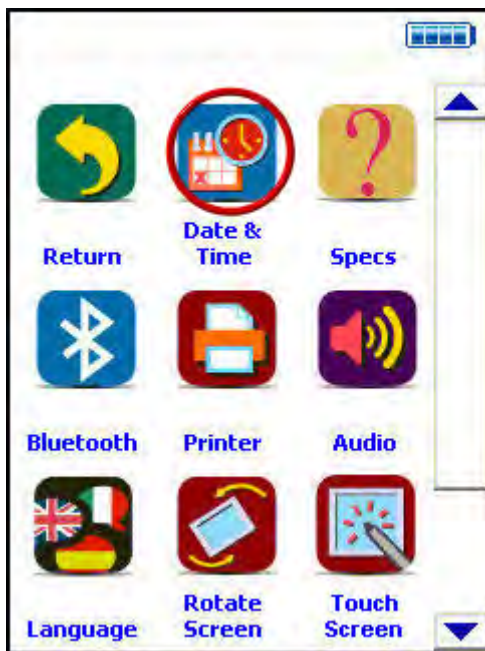 Return
Date &
Time
Specs
Bluetooth
Printer
Audio
Language
Rotate
Screen
Touch
Screen